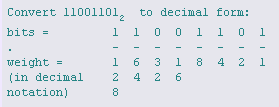 Convert 11001101₂ to decimal form:
bits = 1 1 0 0 1 1 0 1
. - - - - - - - -
weight = 1 6 3 1 8 4 2 1
(in decimal 2 4 2 6
notation) 8